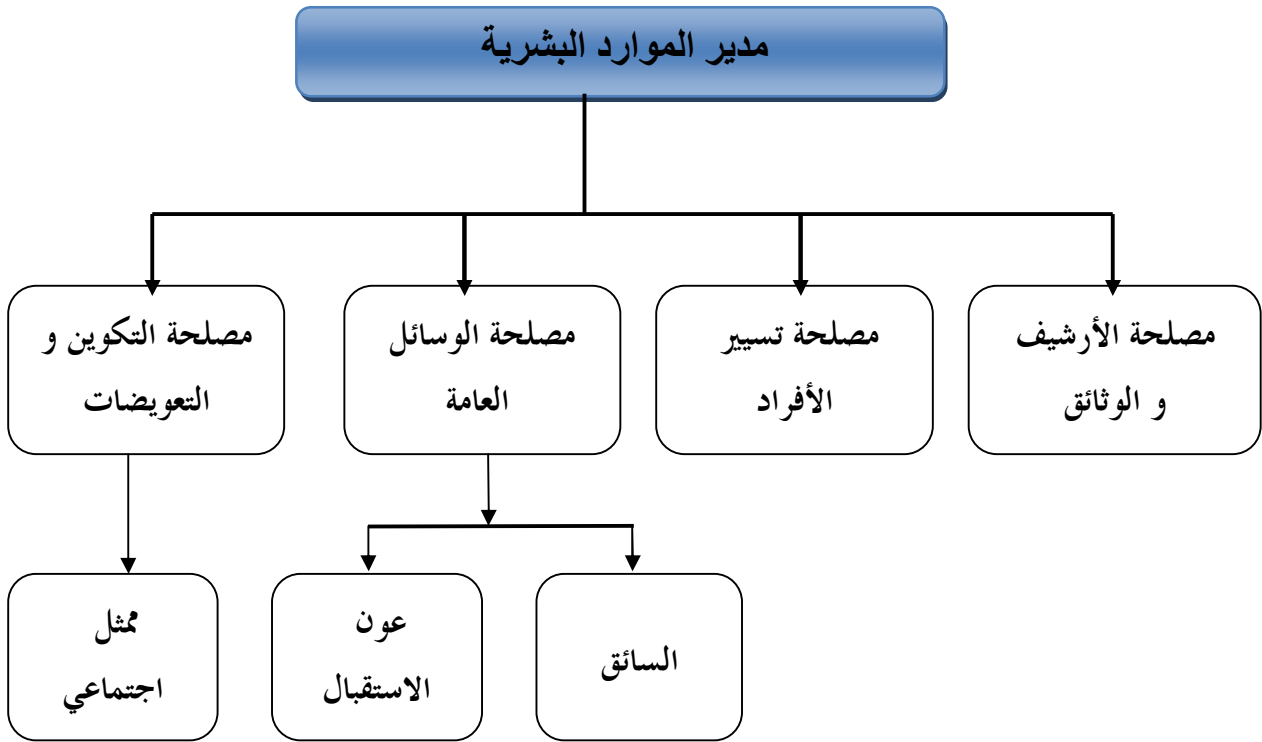 مدير الموارد البشرية
مصلحة الأرشيف
و الوثائق
مصلحة تسيير
الأفراد
مصلحة الوسائل
العامة
مصلحة التكوين و
التعويضات
السائق
عون
الاستقبال
ممثل
اجتماعي